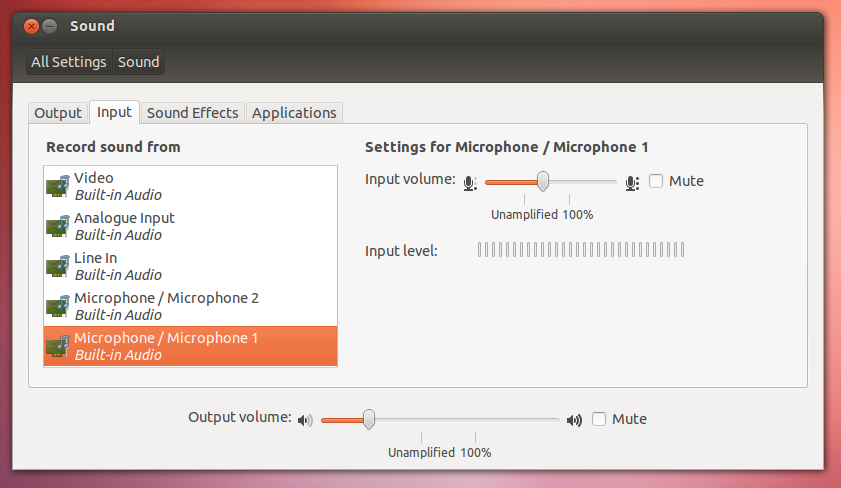 Sound
All Settings Sound
Output Input Sound Effects Applications
Record sound from
Video
Built-in Audio
Analogue Input
Built-in Audio
Line In
Built-in Audio
Microphone / Microphone 2
Built-in Audio
Microphone / Microphone 1
Built-in Audio
Settings for Microphone / Microphone 1
Input volume: Mute
Unamplified 100%
Input level:
Output volume: Mute
Unamplified 100%